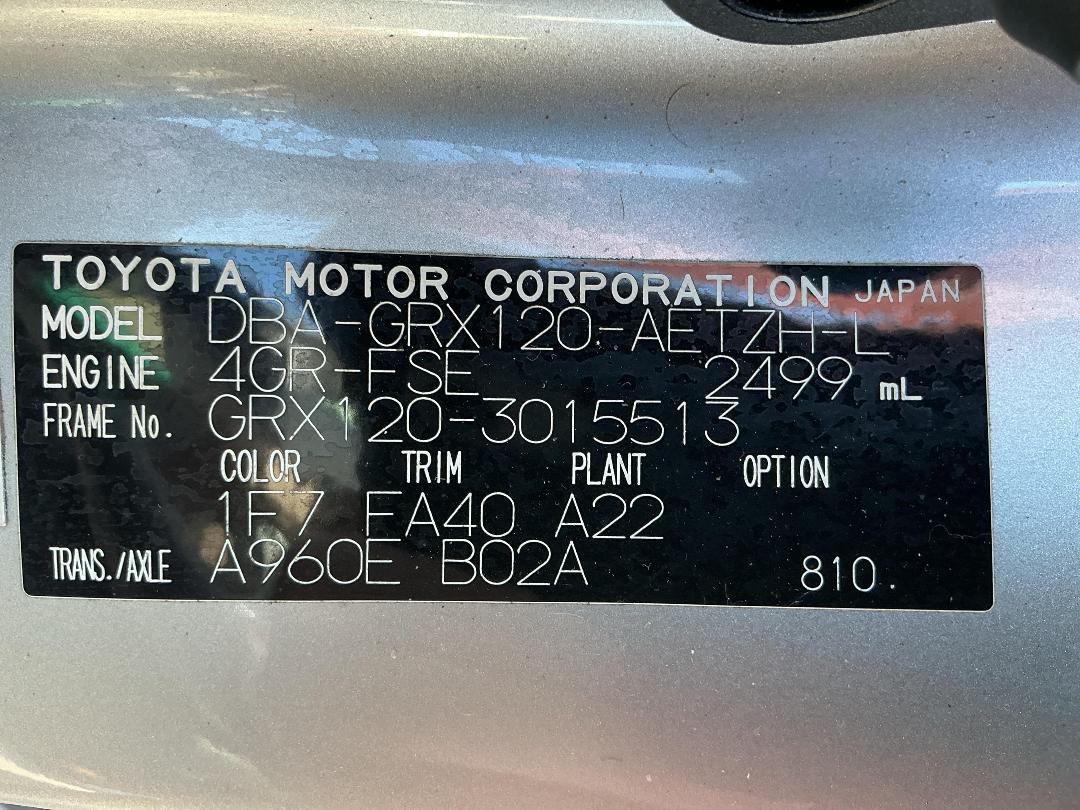 TOYOTA MOTOR CORPORATION JAPAN
MODEL DBA-GRX120-AETZH-L
ENGINE 4GR-FSE 2499 mL
FRAME No. GRX120-3015513
COLOR TRIM PLANT OPTION
1F7 FA40 A22
TRANS./AXLE A960E B02A 810.